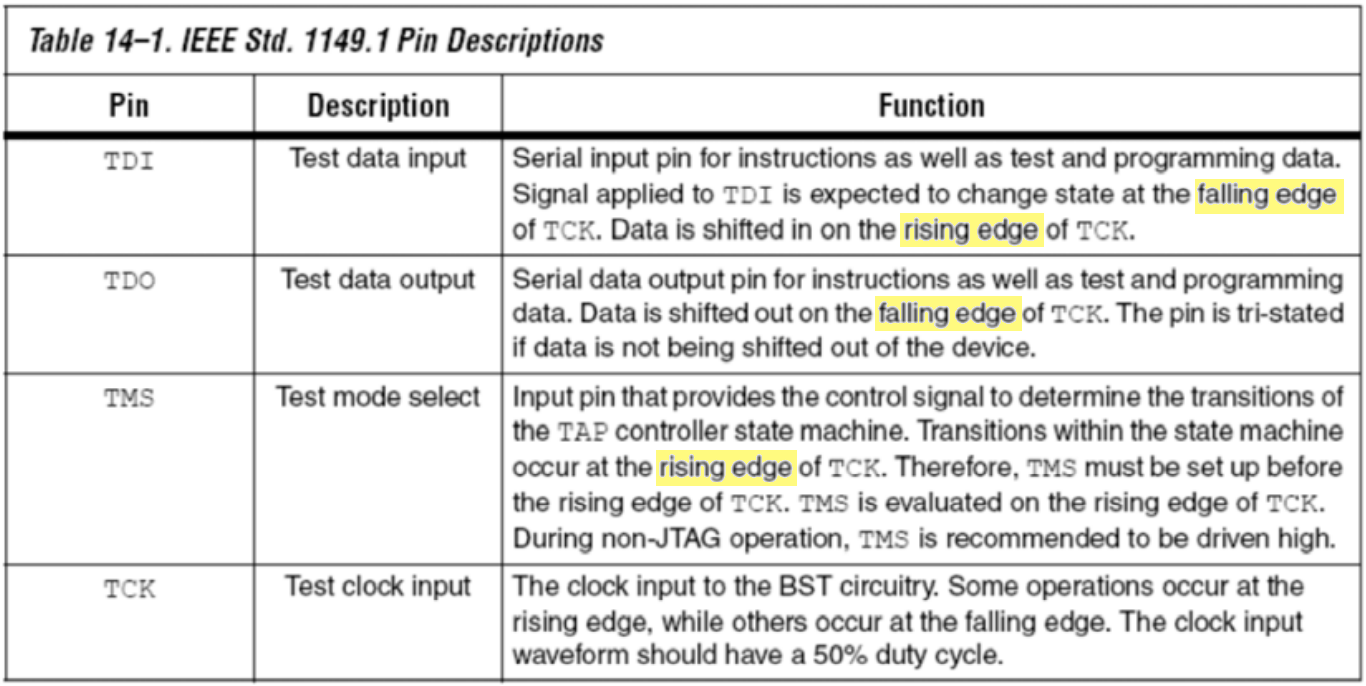 Table 14–1. IEEE Std. 1149.1 Pin Descriptions
Pin Description Function
TDI Test data input Serial input pin for instructions as well as test and programming data.
Signal applied to TDI is expected to change state at the falling edge
of TCK. Data is shifted in on the rising edge of TCK.
TDO Test data output Serial data output pin for instructions as well as test and programming
data. Data is shifted out on the falling edge of TCK. The pin is tri-stated
if data is not being shifted out of the device.
TMS Test mode select Input pin that provides the control signal to determine the transitions of
the TAP controller state machine. Transitions within the state machine
occur at the rising edge of TCK. Therefore, TMS must be set up before
the rising edge of TCK. TMS is evaluated on the rising edge of TCK.
During non-JTAG operation, TMS is recommended to be driven high.
TCK Test clock input The clock input to the BST circuitry. Some operations occur at the
rising edge, while others occur at the falling edge. The clock input
waveform should have a 50% duty cycle.